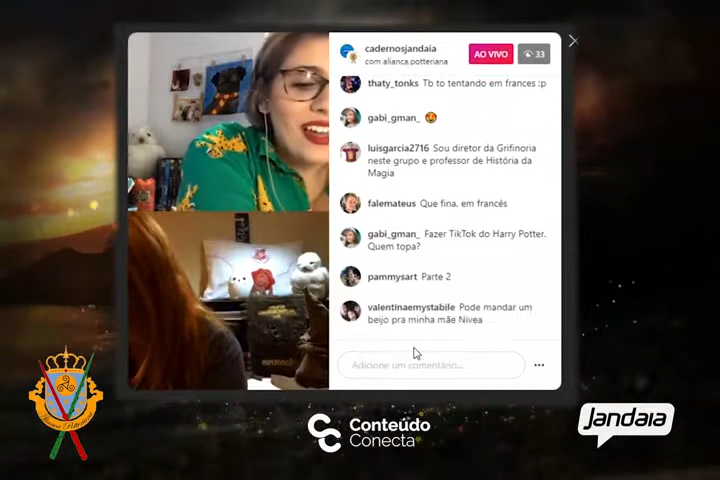 cadernosjandaia
com alianca.potteriana
AO VIVO
33
thaty_tonks Tb to tentando em frances :p
gabi_gman_
luisgarcia2716 Sou diretor da Grifinoria
neste grupo e professor de História da
Magia
falemateus Que fina, em francês
gabi_gman_ Fazer TikTok do Harry Potter.
Quem topa?
pammysart Parte 2
valentinaemystabile Pode mandar um
beijo pra minha mãe Nivea
Adicione um comentário...
Conteúdo
Conecta
Jandaia